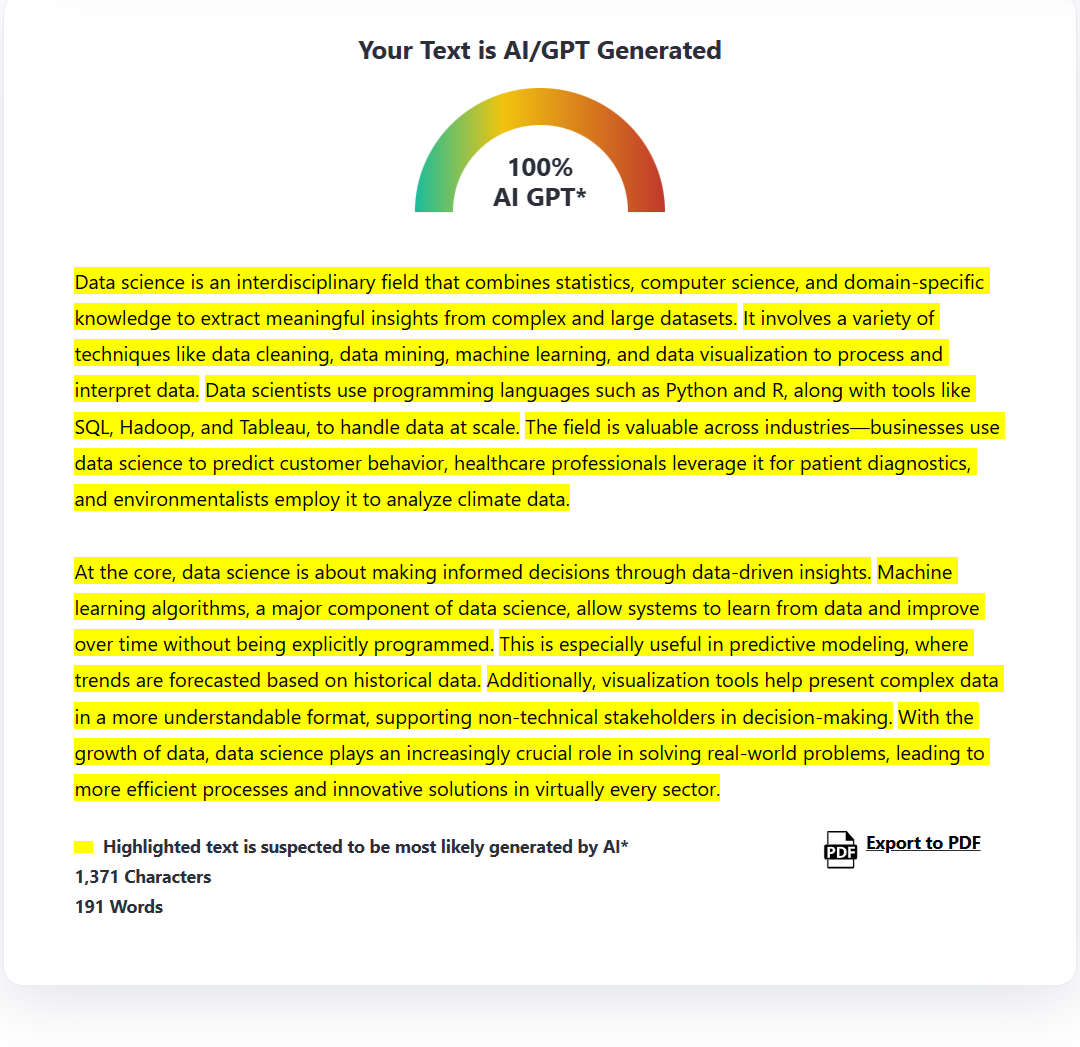 Your Text is AI/GPT Generated
100%
AI GPT*
Data science is an interdisciplinary field that combines statistics, computer science, and domain-specific
knowledge to extract meaningful insights from complex and large datasets. It involves a variety of
techniques like data cleaning, data mining, machine learning, and data visualization to process and
interpret data. Data scientists use programming languages such as Python and R, along with tools like
SQL, Hadoop, and Tableau, to handle data at scale. The field is valuable across industries—businesses use
data science to predict customer behavior, healthcare professionals leverage it for patient diagnostics,
and environmentalists employ it to analyze climate data.
At the core, data science is about making informed decisions through data-driven insights. Machine
learning algorithms, a major component of data science, allow systems to learn from data and improve
over time without being explicitly programmed. This is especially useful in predictive modeling, where
trends are forecasted based on historical data. Additionally, visualization tools help present complex data
in a more understandable format, supporting non-technical stakeholders in decision-making. With the
growth of data, data science plays an increasingly crucial role in solving real-world problems, leading to
more efficient processes and innovative solutions in virtually every sector.
Highlighted text is suspected to be most likely generated by AI*
PDF Export to PDF
1,371 Characters
191 Words